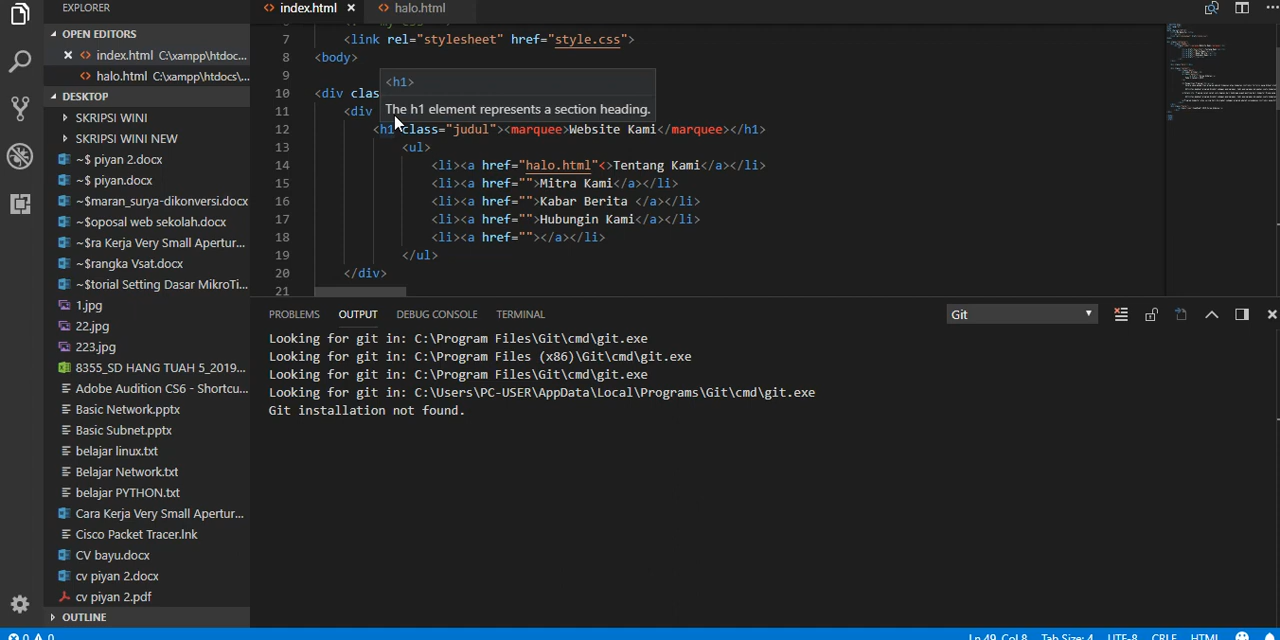 EXPLORER
OPEN EDITORS
index.html C:\xampp\htdoc...
halo.html C:\xampp\htdocs\...
DESKTOP
SKRIPSI WINI
SKRIPSI WINI NEW
~$ piyan 2.docx
~$ piyan.docx
~$maran_surya-dikonversi.docx
~$oposal web sekolah.docx
~$ra Kerja Very Small Apertur...
~$rangka Vsat.docx
~$torial Setting Dasar MikroTi...
1.jpg
22.jpg
223.jpg
8355_SD HANG TUAH 5_2019...
Adobe Audition CS6 - Shortcu...
Basic Network.pptx
Basic Subnet.pptx
belajar linux.txt
Belajar Network.txt
belajar PYTHON.txt
Cara Kerja Very Small Apertur...
Cisco Packet Tracer.lnk
CV bayu.docx
cv piyan 2.docx
cv piyan 2.pdf
OUTLINE
index.html
halo.html
7 <link rel="stylesheet" href="style.css">
8 <body>
9
<h1>
10 <div clas
The h1 element represents a section heading.
11 <div
12 <h1 class="judul"><marquee>Website Kami</marquee></h1>
13 <ul>
14 <li><a href="halo.html"<>Tentang Kami</a></li>
15 <li><a href="">Mitra Kami</a></li>
16 <li><a href="">Kabar Berita </a></li>
17 <li><a href="">Hubungin Kami</a></li>
18 <li><a href=""></a></li>
19 </ul>
20 </div>
21
PROBLEMS OUTPUT DEBUG CONSOLE TERMINAL
Git
Looking for git in: C:\Program Files\Git\cmd\git.exe
Looking for git in: C:\Program Files (x86)\Git\cmd\git.exe
Looking for git in: C:\Program Files\Git\cmd\git.exe
Looking for git in: C:\Users\PC-USER\AppData\Local\Programs\Git\cmd\git.exe
Git installation not found.
0 0
Ln 49, Col 8 Tab Size: 4 UTF-8 CRLF HTML